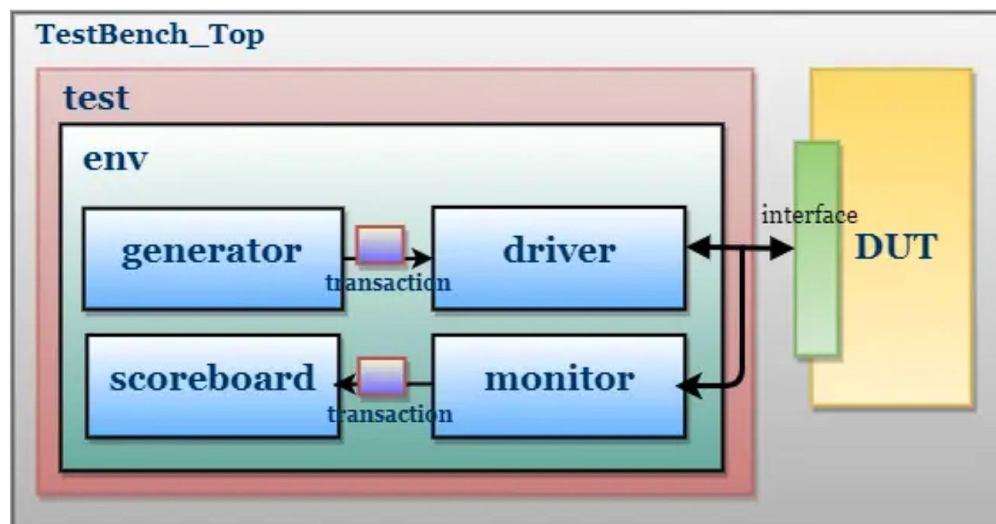 TestBench_Top
test
env
generator
transaction
driver
interface
DUT
scoreboard
transaction
monitor